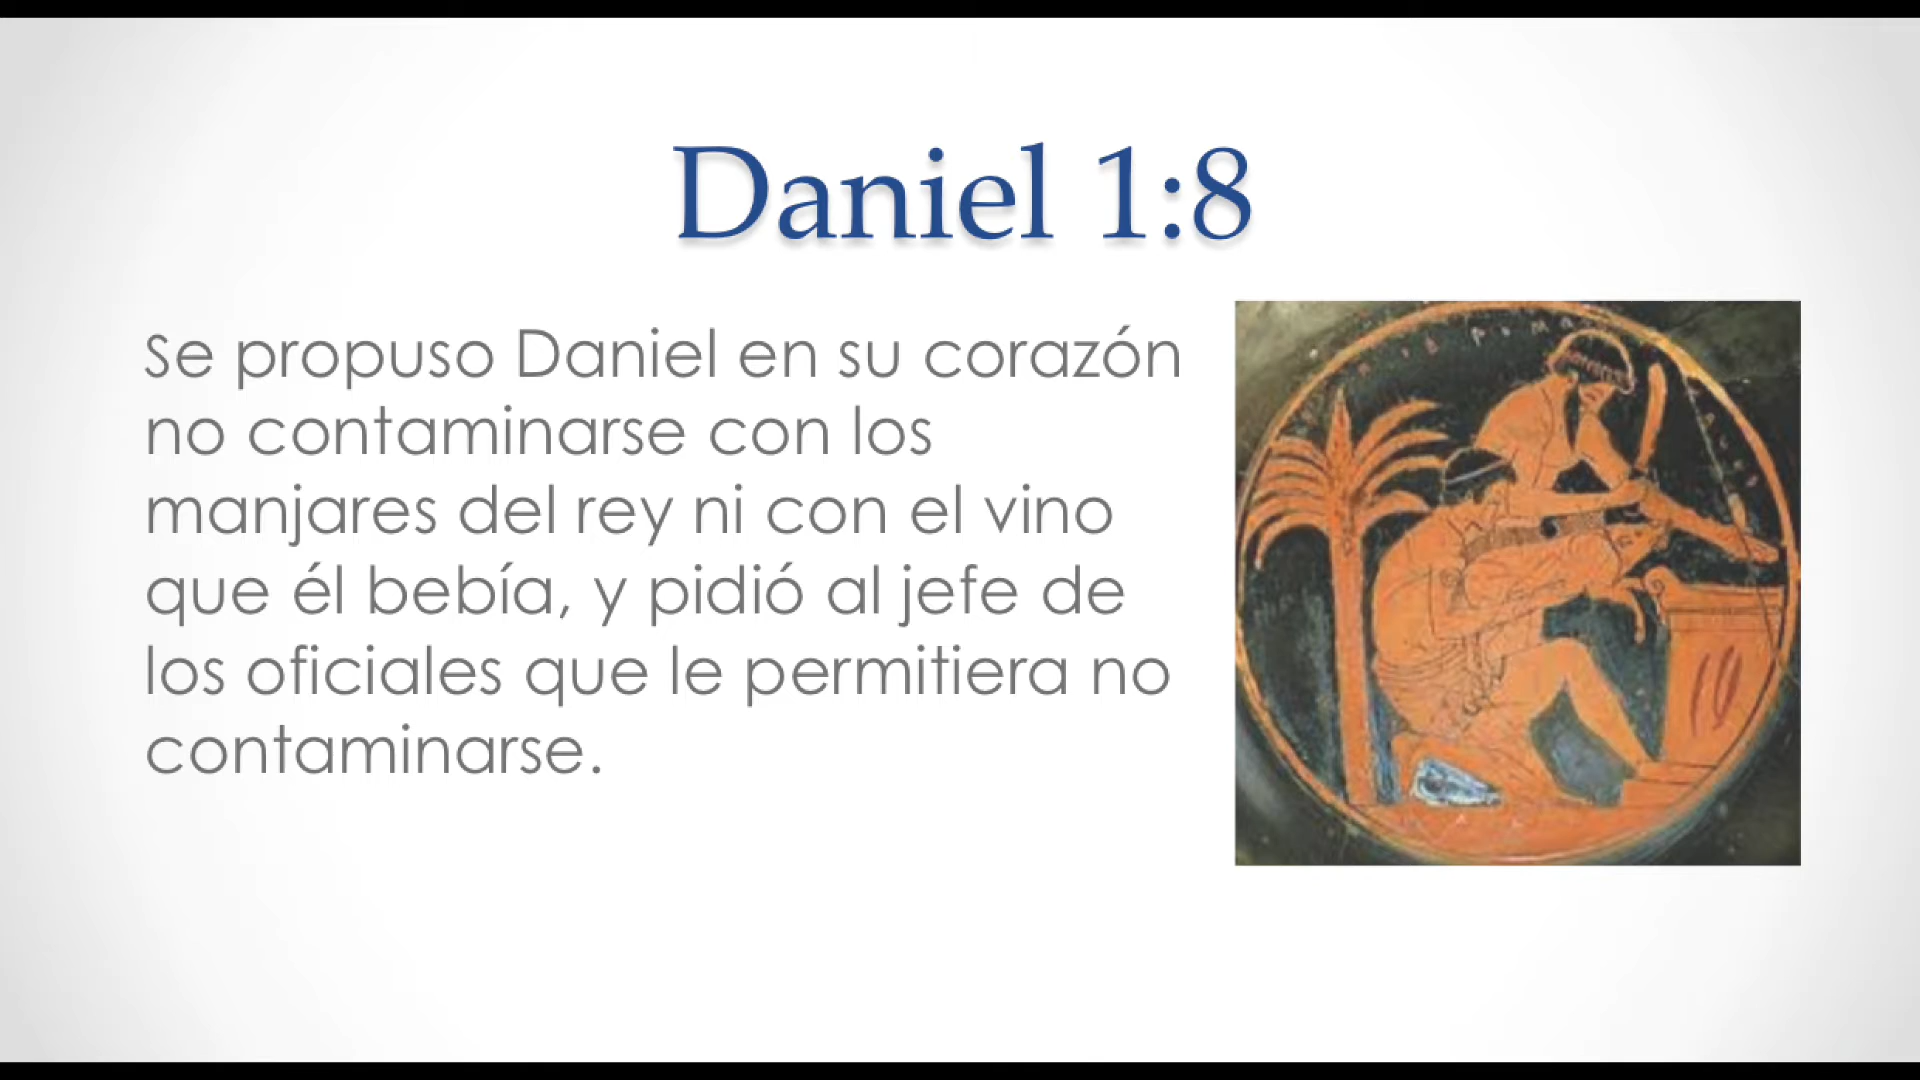 Daniel 1:8
Se propuso Daniel en su corazón
no contaminarse con los
manjares del rey ni con el vino
que él bebía, y pidió al jefe de
los oficiales que le permitiera no
contaminarse.